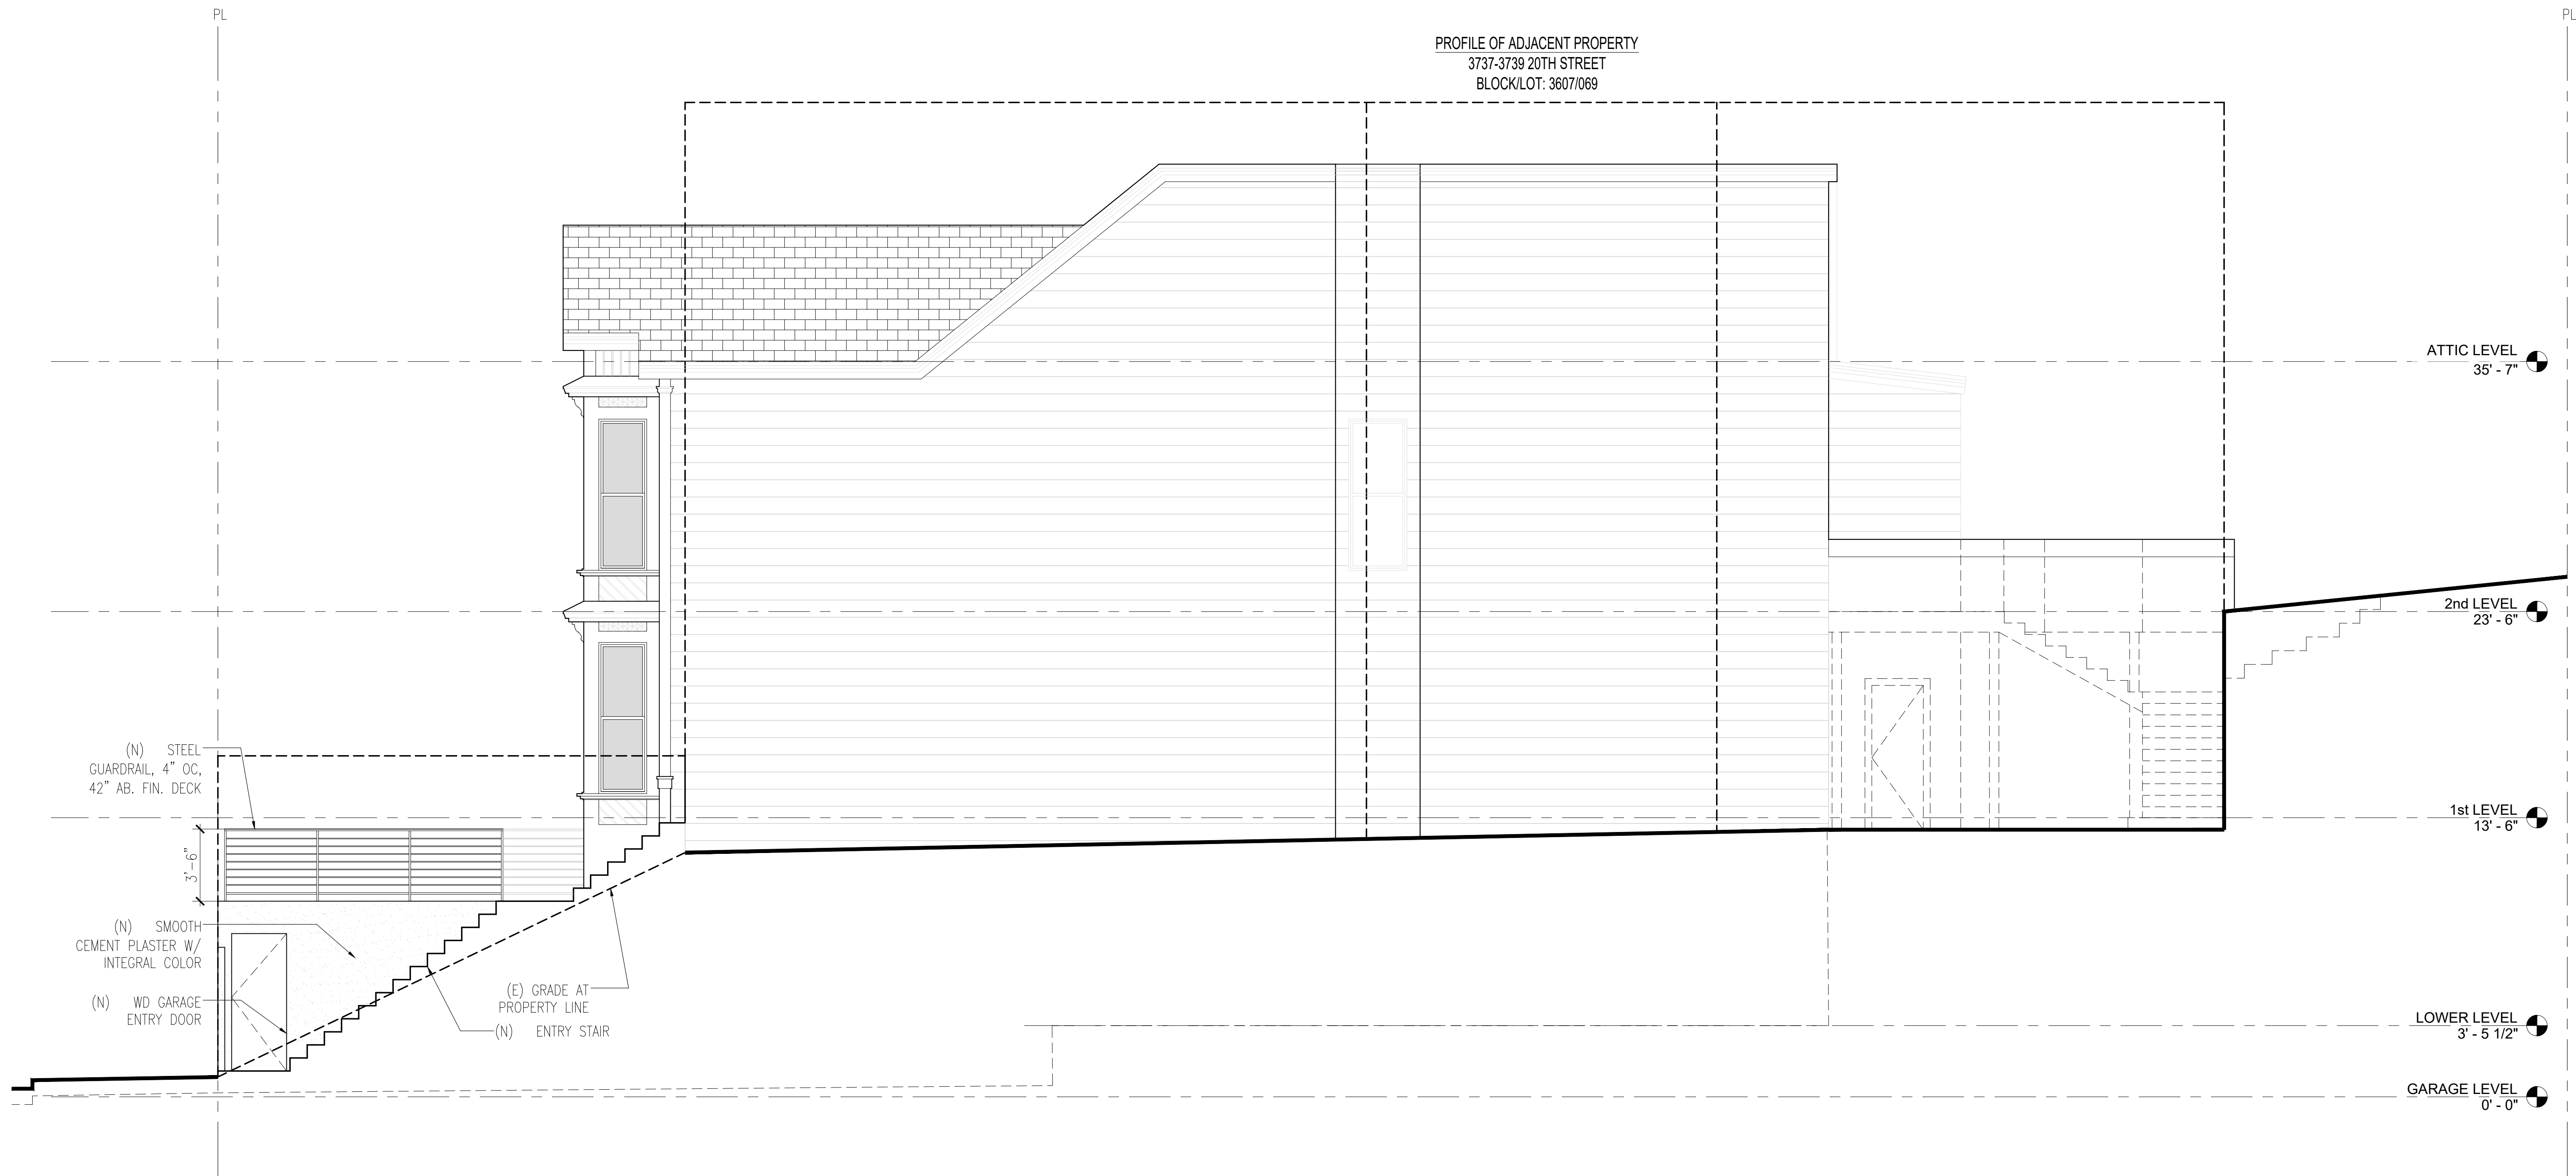 PL
PL
PROFILE OF ADJACENT PROPERTY
3737-3739 20TH STREET
BLOCK/LOT: 3607/069
ATTIC LEVEL
35' - 7"
2nd LEVEL
23' - 6"
(N) STEEL
GUARDRAIL, 4" OC,
42" AB. FIN. DECK
1st LEVEL
13' - 6"
3'-6"
(N) SMOOTH
CEMENT PLASTER W/
INTEGRAL COLOR
(N) WD GARAGE
ENTRY DOOR
(E) GRADE AT
PROPERTY LINE
(N) ENTRY STAIR
LOWER LEVEL
3' - 5 1/2"
GARAGE LEVEL
0' - 0"